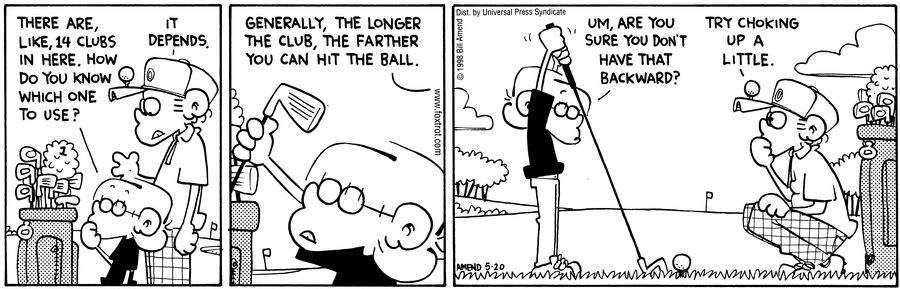 THERE ARE,
LIKE, 14 CLUBS
IN HERE. HOW
DO YOU KNOW
WHICH ONE
TO USE?
IT
DEPENDS.
1
GENERALLY, THE LONGER
THE CLUB, THE FARTHER
YOU CAN HIT THE BALL.
www.foxtrot.com
© 1998 Bill Amend
Dist. by Universal Press Syndicate
UM, ARE YOU
SURE YOU DON'T
HAVE THAT
BACKWARD?
TRY CHOKING
UP A
LITTLE.
AMEND 5-20